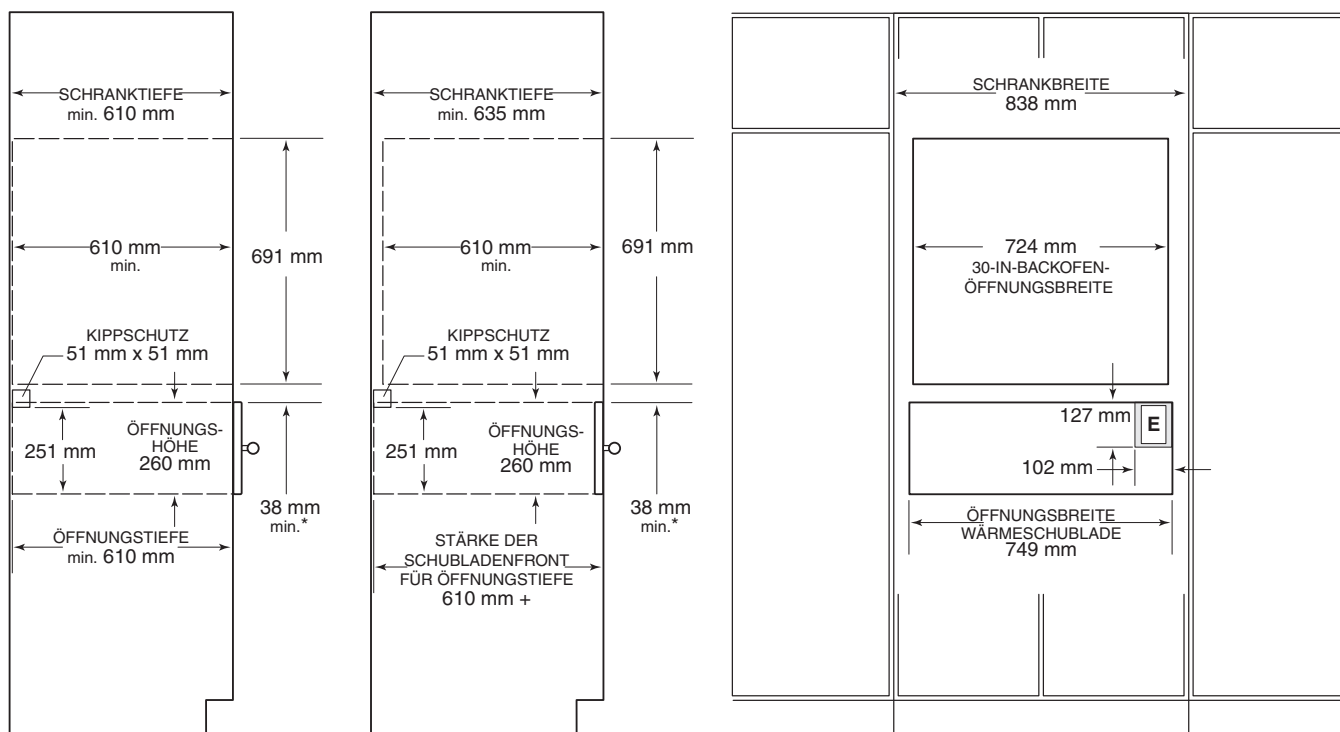 SCHRANKTIEFE
min. 610 mm
610 mm
min.
691 mm
KIPPSCHUTZ
51 mm x 51 mm
251 mm
ÖFFNUNGS-
HÖHE
260 mm
38 mm
min.*
ÖFFNUNGSTIEFE
min. 610 mm
SCHRANKTIEFE
min. 635 mm
610 mm
min.
691 mm
KIPPSCHUTZ
51 mm x 51 mm
251 mm
ÖFFNUNGS-
HÖHE
260 mm
38 mm
min.*
STÄRKE DER
SCHUBLADENFRONT
FÜR ÖFFNUNGSTIEFE
610 mm +
SCHRANKBREITE
838 mm
724 mm
30-IN-BACKOFEN-
ÖFFNUNGSBREITE
127 mm
E
102 mm
ÖFFNUNGSBREITE
WÄRMESCHUBLADE
749 mm